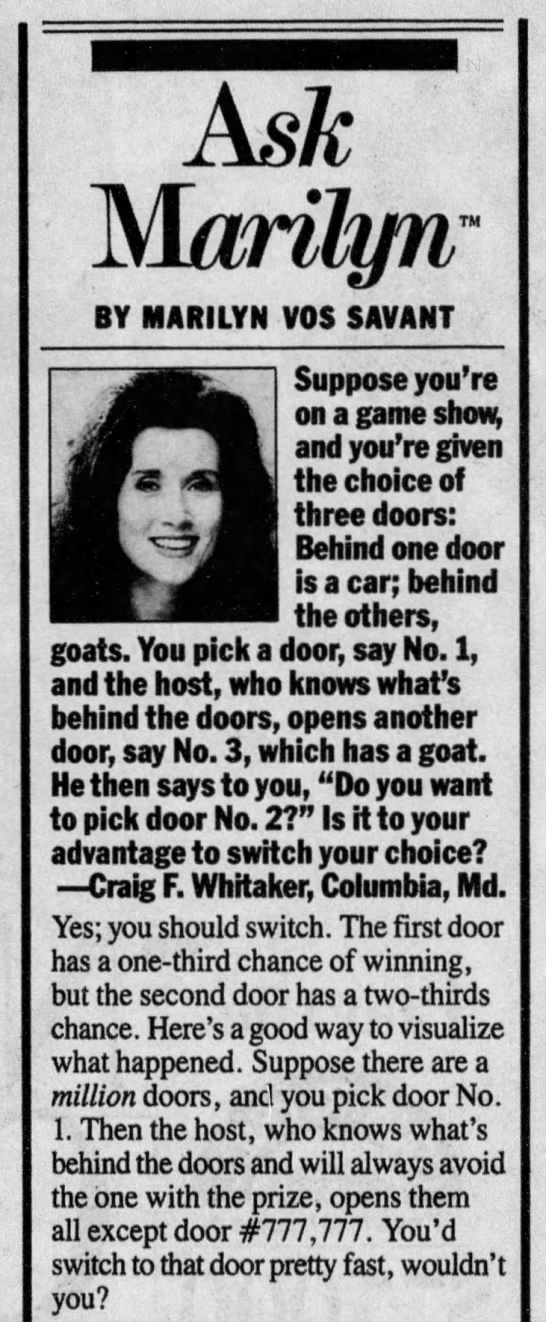 Ask
Marilyn™
BY MARILYN VOS SAVANT
Suppose you're
on a game show,
and you're given
the choice of
three doors:
Behind one door
is a car; behind
the others,
goats. You pick a door, say No. 1,
and the host, who knows what's
behind the doors, opens another
door, say No. 3, which has a goat.
He then says to you, “Do you want
to pick door No. 2?” Is it to your
advantage to switch your choice?
—Craig F. Whitaker, Columbia, Md.
Yes; you should switch. The first door
has a one-third chance of winning,
but the second door has a two-thirds
chance. Here's a good way to visualize
what happened. Suppose there are a
million doors, and you pick door No.
1. Then the host, who knows what's
behind the doors and will always avoid
the one with the prize, opens them
all except door #777,777. You'd
switch to that door pretty fast, wouldn't
you?